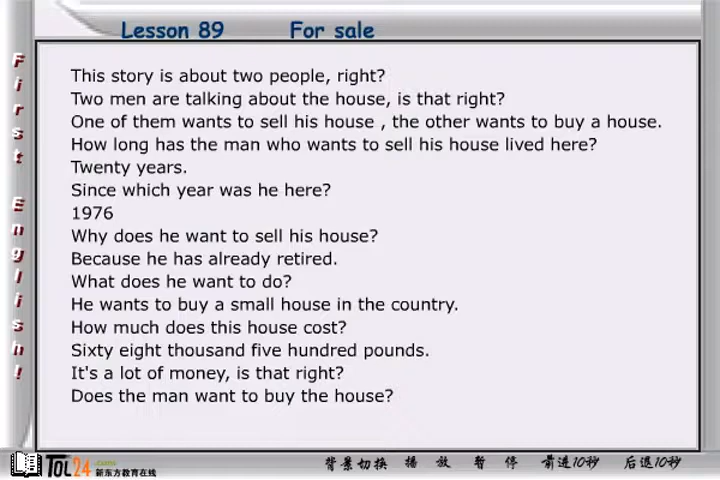 Lesson 89 For sale
First English!
This story is about two people, right?
Two men are talking about the house, is that right?
One of them wants to sell his house , the other wants to buy a house.
How long has the man who wants to sell his house lived here?
Twenty years.
Since which year was he here?
1976
Why does he want to sell his house?
Because he has already retired.
What does he want to do?
He wants to buy a small house in the country.
How much does this house cost?
Sixty eight thousand five hundred pounds.
It's a lot of money, is that right?
Does the man want to buy the house?
TOL24.com 新东方教育在线
背景切换 播放 暂停 前进10秒 后退10秒